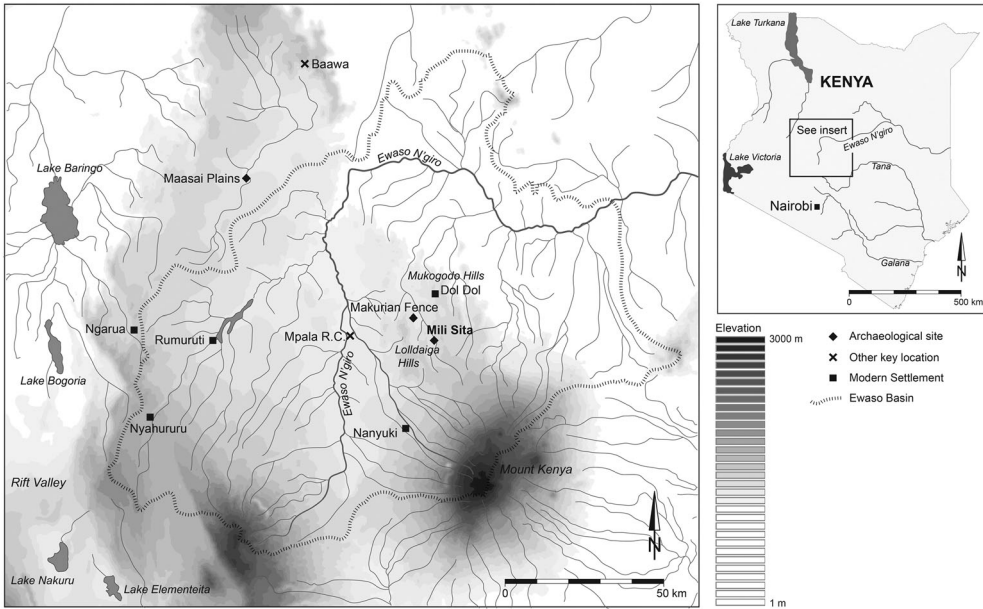 Baawa
Ewaso N'giro
Lake Baringo
Maasai Plains
Mukogodo Hills
Dol Dol
Makurian Fence
Ngarua
Rumuruti
Mpala R.C.
Mili Sita
Lolldaiga
Hills
Lake Bogoria
Ewaso N'giro
Nyahururu
Nanyuki
Mount Kenya
Rift Valley
N
Lake Nakuru
Lake Elementeita
0
50 km
Lake Turkana
KENYA
See insert
Ewaso N'giro
Lake Victoria
Tana
Nairobi
Galana
N
0
500 km
Elevation
3000 m
1 m
Archaeological site
Other key location
Modern Settlement
Ewaso Basin